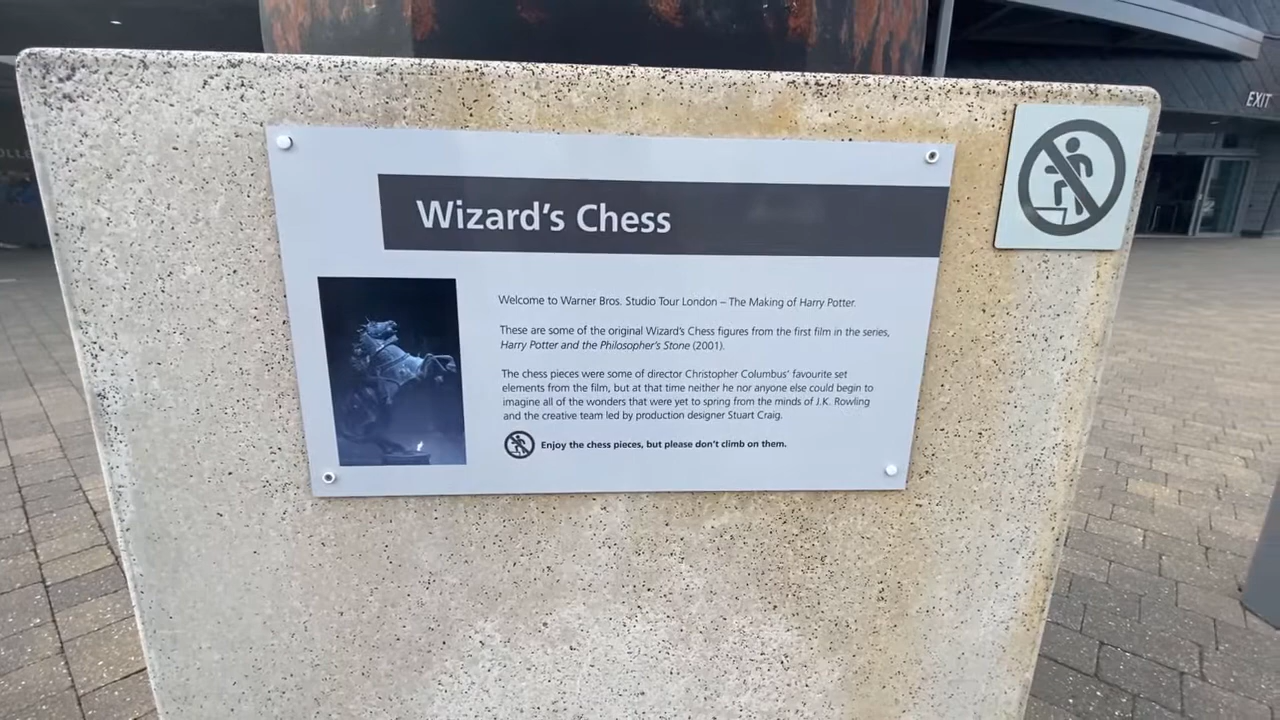 EXIT
Wizard's Chess
Welcome to Warner Bros. Studio Tour London – The Making of Harry Potter.
These are some of the original Wizard's Chess figures from the first film in the series,
Harry Potter and the Philosopher's Stone (2001).
The chess pieces were some of director Christopher Columbus' favourite set
elements from the film, but at that time neither he nor anyone else could begin to
imagine all of the wonders that were yet to spring from the minds of J.K. Rowling
and the creative team led by production designer Stuart Craig.
Enjoy the chess pieces, but please don't climb on them.